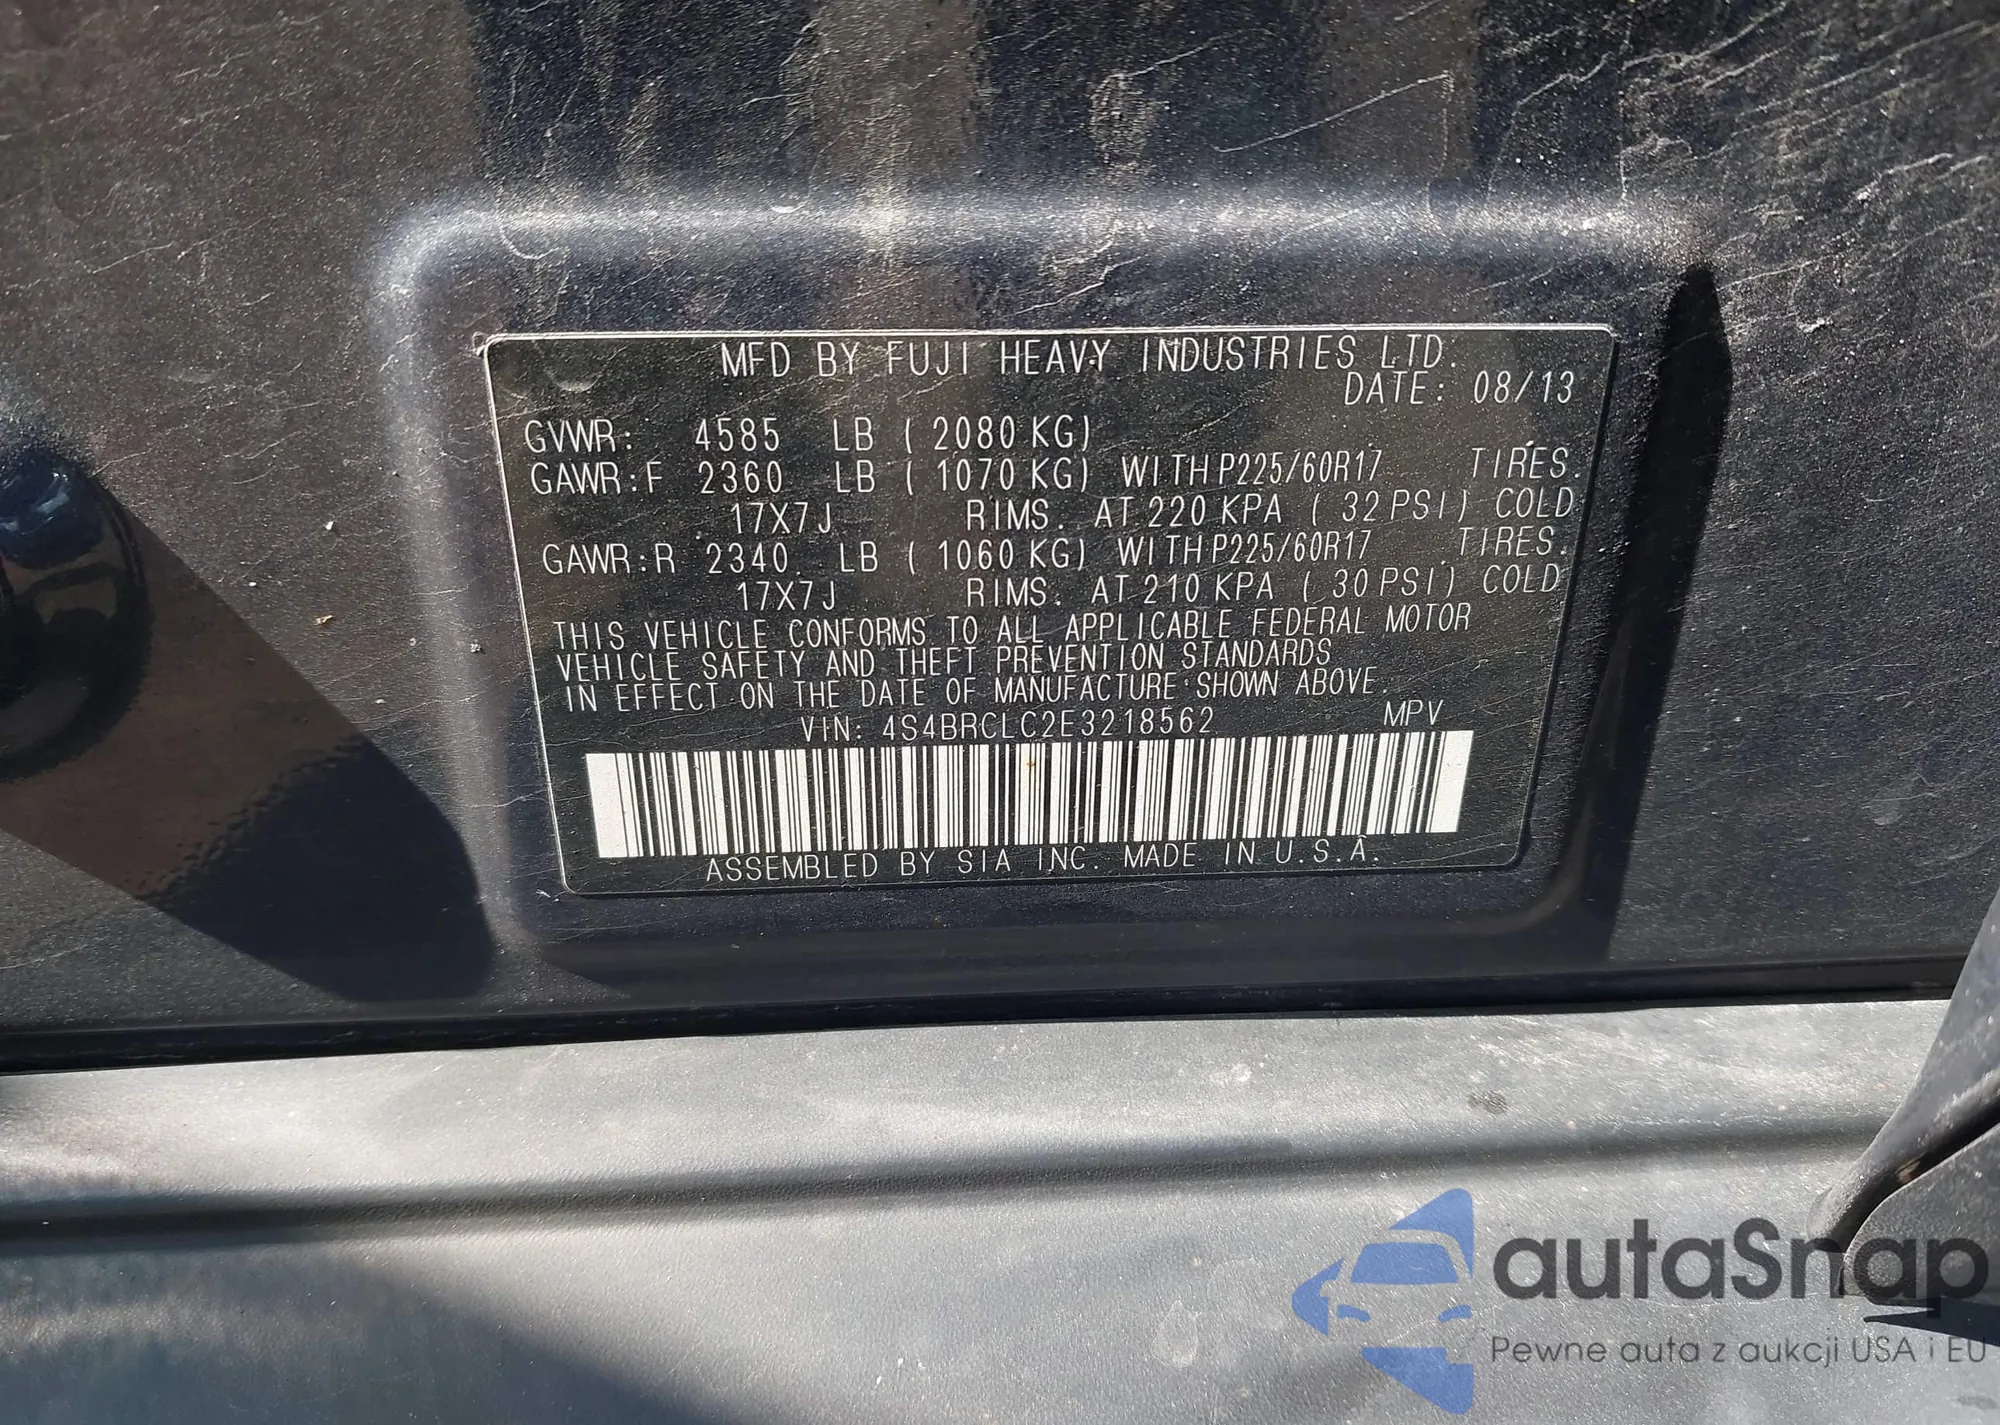 MFD BY FUJI HEAVY INDUSTRIES LTD.
DATE: 08/13
GVWR: 4585 LB (2080 KG)
GAWR:F 2360 LB (1070 KG) WITH P225/60R17 TIRES.
17X7J RIMS. AT 220 KPA (32 PSI) COLD
GAWR:R 2340 LB (1060 KG) WITH P225/60R17 TIRES.
17X7J RIMS. AT 210 KPA (30 PSI) COLD
THIS VEHICLE CONFORMS TO ALL APPLICABLE FEDERAL MOTOR
VEHICLE SAFETY AND THEFT PREVENTION STANDARDS
IN EFFECT ON THE DATE OF MANUFACTURE SHOWN ABOVE.
VIN: 4S4BRCLC2E3218562 MPV
ASSEMBLED BY SIA INC. MADE IN U.S.A.
autaSnap
Pewne auta z aukcji USA i EU